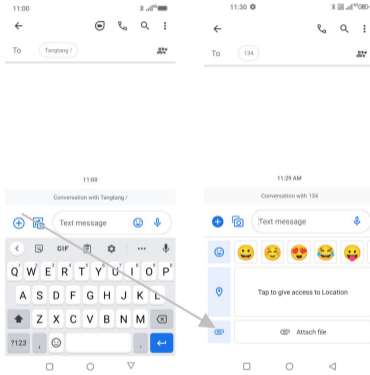 11:00
To Tangtang /
11:00
Conversation with Tangtang /
Text message
GIF
Q W E R T Y U I O P
A S D F G H J K L
Z X C V B N M
?123 , .
11:30
To 134
11:29 AM
Conversation with 134
Text message
Tap to give access to Location
Attach file